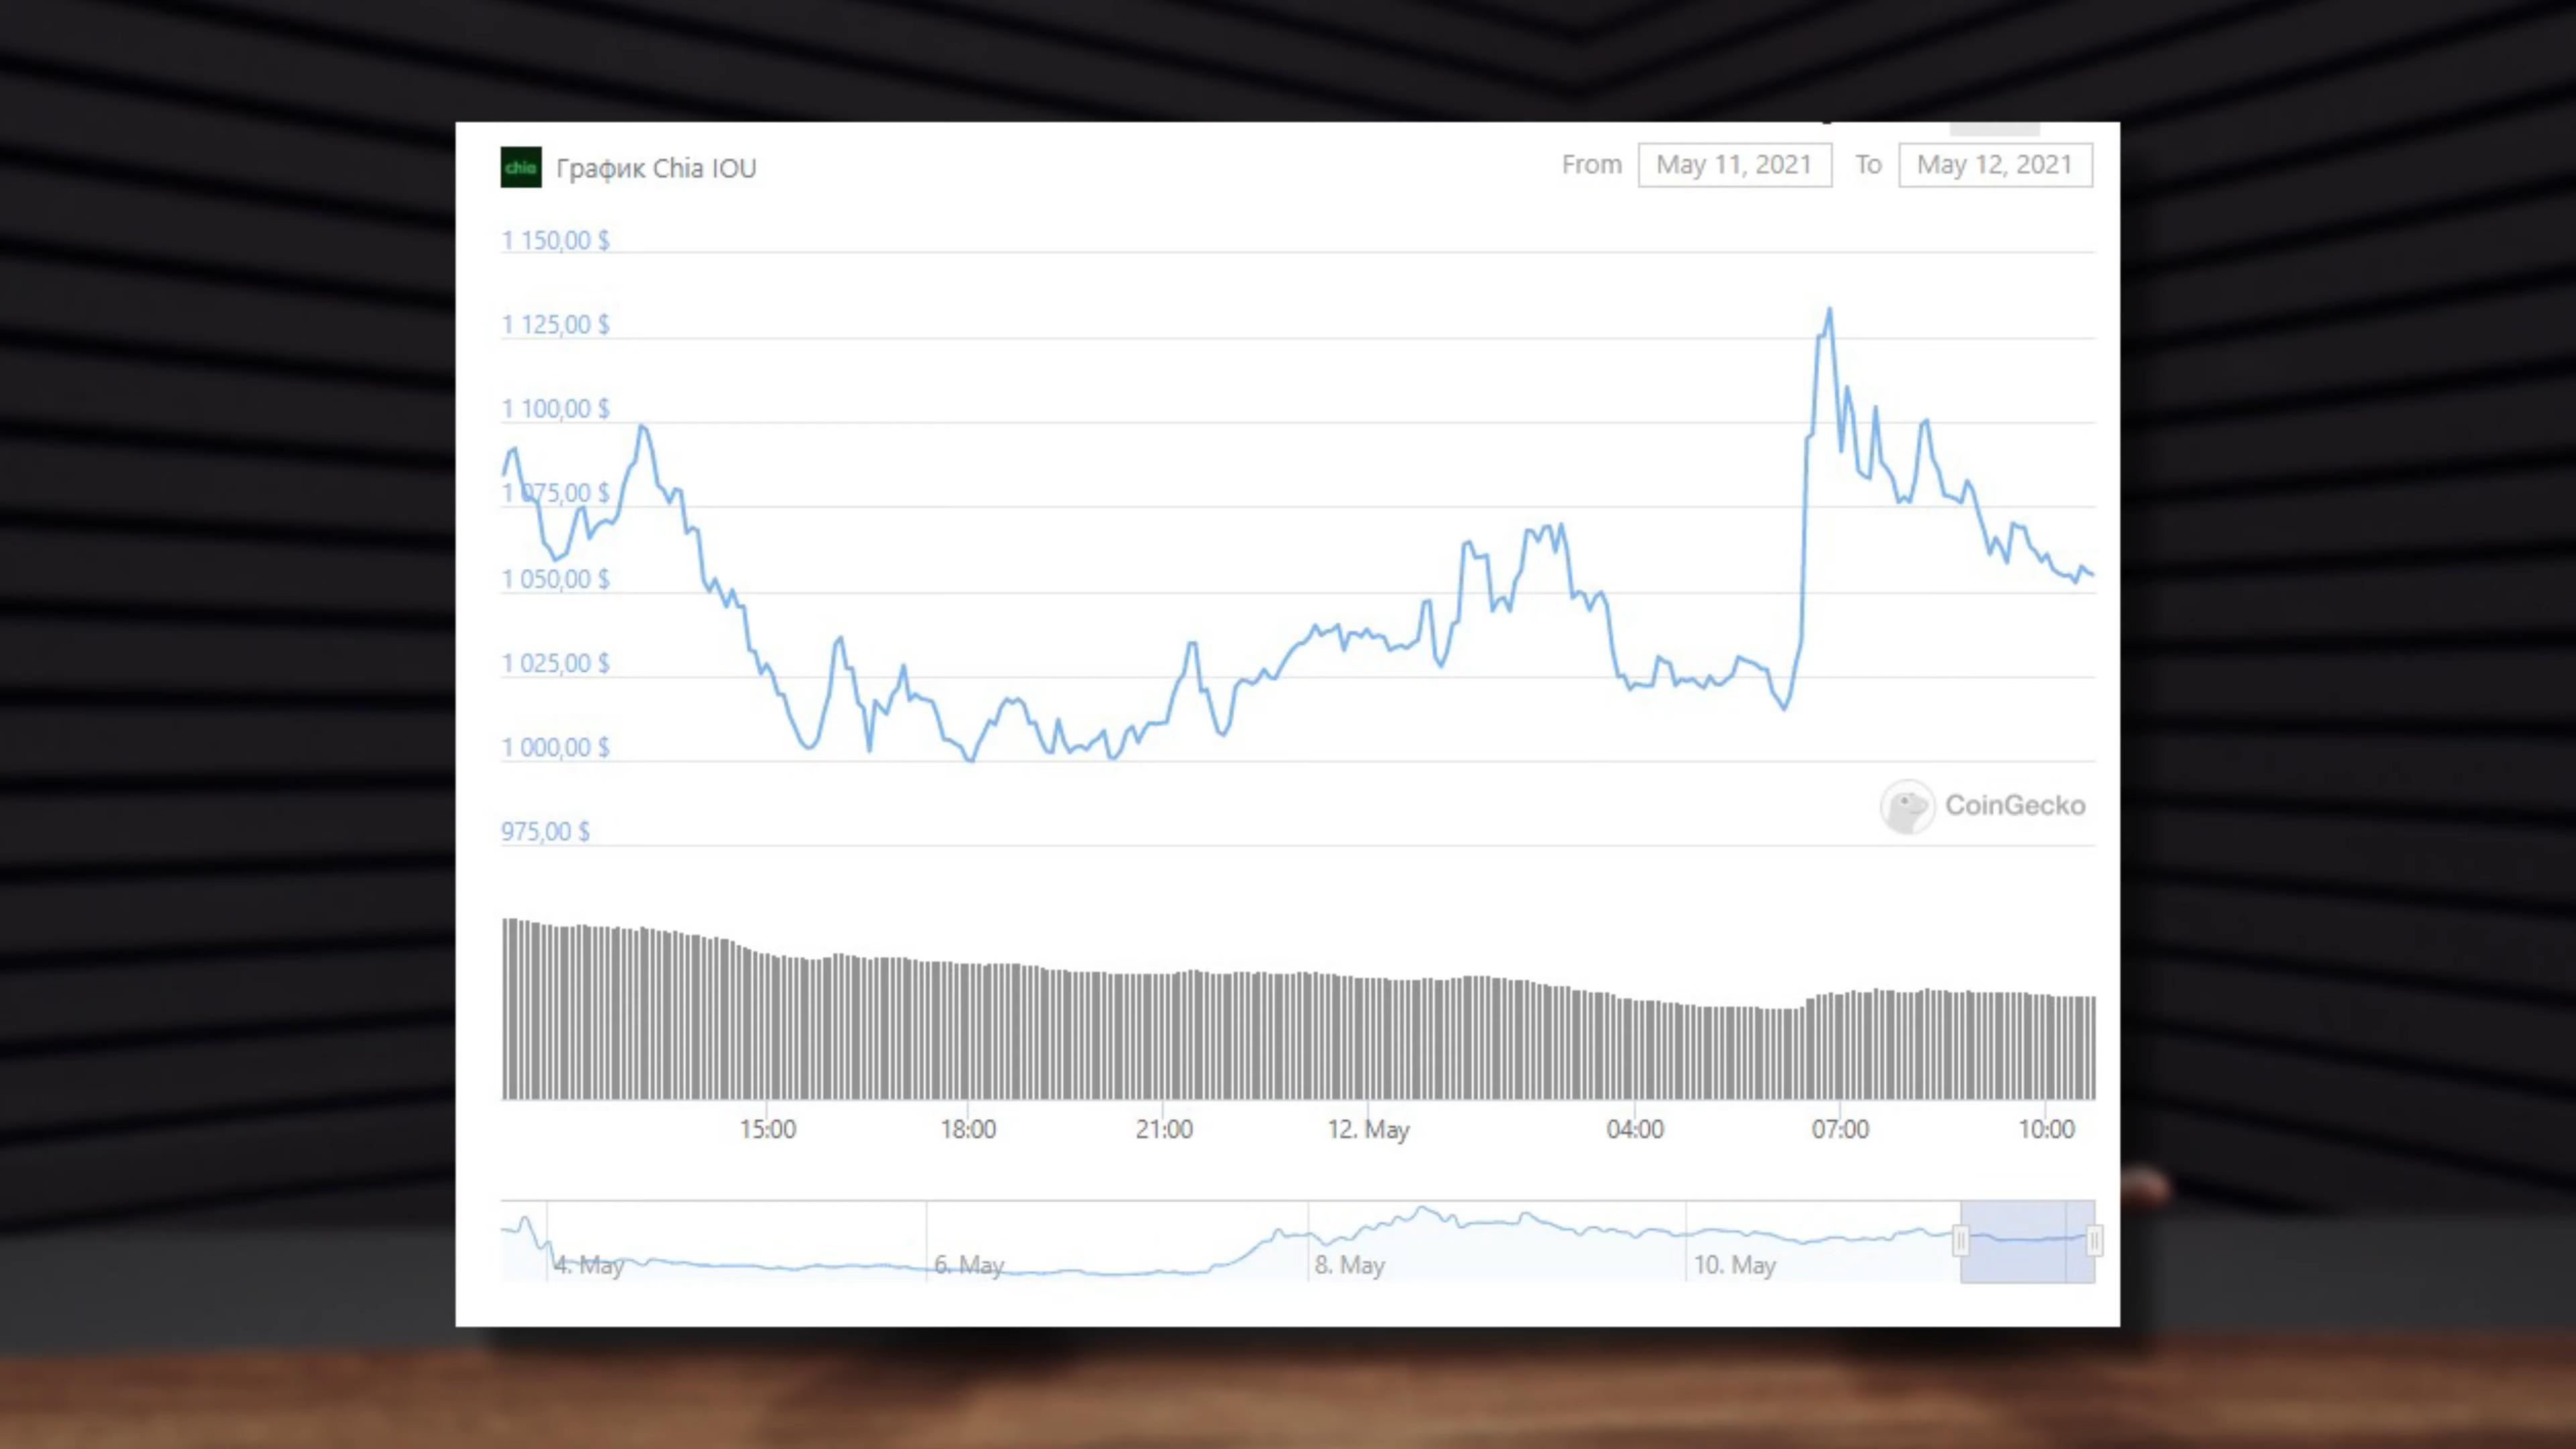 chia График Chia IOU
From May 11, 2021 To May 12, 2021
1 150,00 $
1 125,00 $
1 100,00 $
1 075,00 $
1 050,00 $
1 025,00 $
1 000,00 $
CoinGecko
975,00 $
15:00 18:00 21:00 12. May 04:00 07:00 10:00
4. May 6. May 8. May 10. May